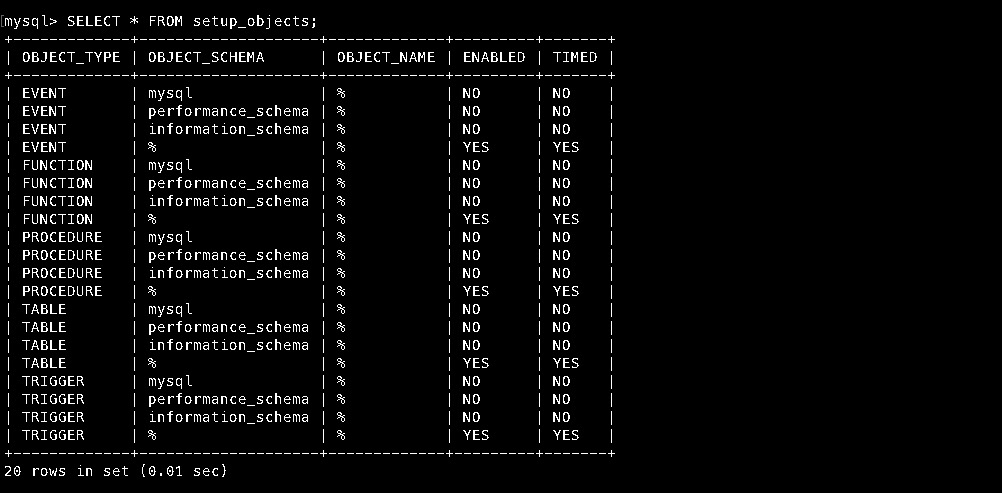 mysql> SELECT * FROM setup_objects;
+-------------+--------------------+-------------+---------+-------+
| OBJECT_TYPE | OBJECT_SCHEMA      | OBJECT_NAME | ENABLED | TIMED |
+-------------+--------------------+-------------+---------+-------+
| EVENT       | mysql              | %           | NO      | NO    |
| EVENT       | performance_schema | %           | NO      | NO    |
| EVENT       | information_schema | %           | NO      | NO    |
| EVENT       | %                  | %           | YES     | YES   |
| FUNCTION    | mysql              | %           | NO      | NO    |
| FUNCTION    | performance_schema | %           | NO      | NO    |
| FUNCTION    | information_schema | %           | NO      | NO    |
| FUNCTION    | %                  | %           | YES     | YES   |
| PROCEDURE   | mysql              | %           | NO      | NO    |
| PROCEDURE   | performance_schema | %           | NO      | NO    |
| PROCEDURE   | information_schema | %           | NO      | NO    |
| PROCEDURE   | %                  | %           | YES     | YES   |
| TABLE       | mysql              | %           | NO      | NO    |
| TABLE       | performance_schema | %           | NO      | NO    |
| TABLE       | information_schema | %           | NO      | NO    |
| TABLE       | %                  | %           | YES     | YES   |
| TRIGGER     | mysql              | %           | NO      | NO    |
| TRIGGER     | performance_schema | %           | NO      | NO    |
| TRIGGER     | information_schema | %           | NO      | NO    |
| TRIGGER     | %                  | %           | YES     | YES   |
+-------------+--------------------+-------------+---------+-------+
20 rows in set (0.01 sec)